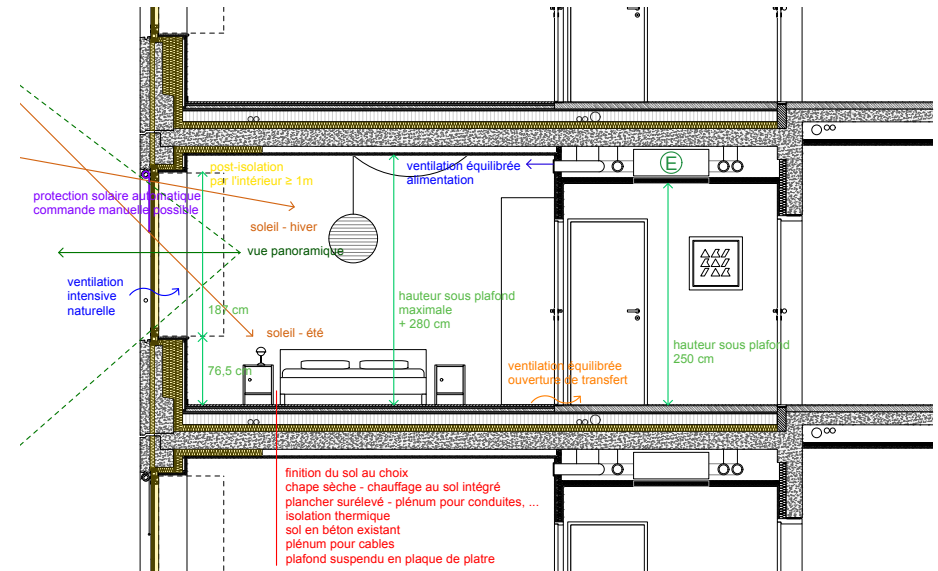 post-isolation
par l'intérieur ≥ 1m
ventilation équilibrée
alimentation
E
protection solaire automatique
commande manuelle possible
soleil - hiver
vue panoramique
ventilation
intensive
naturelle
187 cm
hauteur sous plafond
maximale
+ 280 cm
soleil - été
hauteur sous plafond
250 cm
76,5 cm
ventilation équilibrée
ouverture de transfert
finition du sol au choix
chape sèche - chauffage au sol intégré
plancher surélevé - plénum pour conduites, ...
isolation thermique
sol en béton existant
plénum pour cables
plafond suspendu en plaque de platre